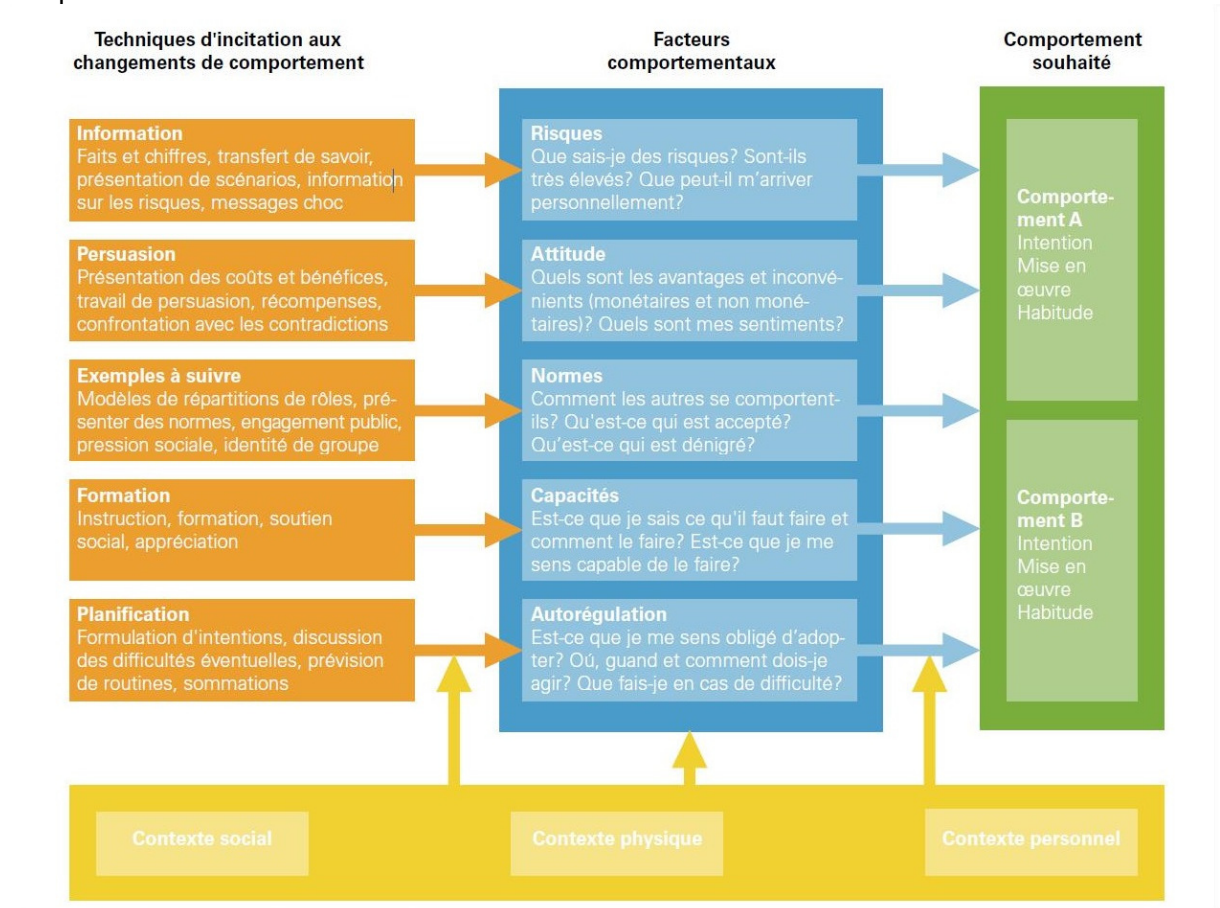 Techniques d'incitation aux
changements de comportement
Facteurs
comportementaux
Comportement
souhaité
Information
Faits et chiffres, transfert de savoir,
présentation de scénarios, information
sur les risques, messages choc
Risques
Que sais-je des risques? Sont-ils
très élevés? Que peut-il m'arriver
personnellement?
Persuasion
Présentation des coûts et bénéfices,
travail de persuasion, récompenses,
confrontation avec les contradictions
Attitude
Quels sont les avantages et inconvé-
nients (monétaires et non moné-
taires)? Quels sont mes sentiments?
Exemples à suivre
Modèles de répartitions de rôles, pré-
senter des normes, engagement public,
pression sociale, identité de groupe
Normes
Comment les autres se comportent-
ils? Qu'est-ce qui est accepté?
Qu'est-ce qui est dénigré?
Formation
Instruction, formation, soutien
social, appréciation
Capacités
Est-ce que je sais ce qu'il faut faire et
comment le faire? Est-ce que je me
sens capable de le faire?
Planification
Formulation d'intentions, discussion
des difficultés éventuelles, prévision
de routines, sommations
Autorégulation
Est-ce que je me sens obligé d'adop-
ter? Oú, guand et comment dois-je
agir? Que fais-je en cas de difficulté?
Comporte-
ment A
Intention
Mise en
œuvre
Habitude
Comporte-
ment B
Intention
Mise en
œuvre
Habitude
Contexte social
Contexte physique
Contexte personnel